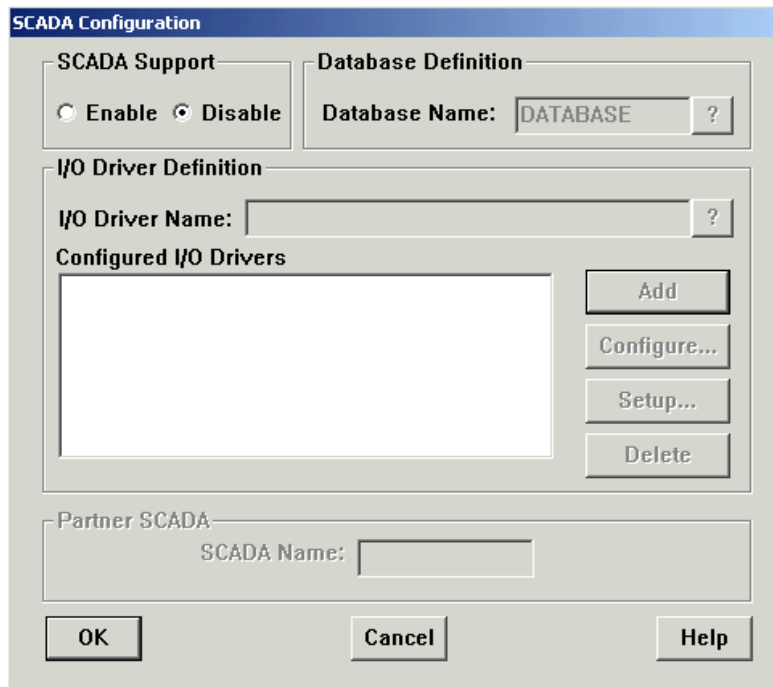 SCADA Configuration
SCADA Support
Enable Disable
Database Definition
Database Name: DATABASE ?
I/O Driver Definition
I/O Driver Name: ?
Configured I/O Drivers
Add
Configure...
Setup...
Delete
Partner SCADA
SCADA Name:
OK Cancel Help